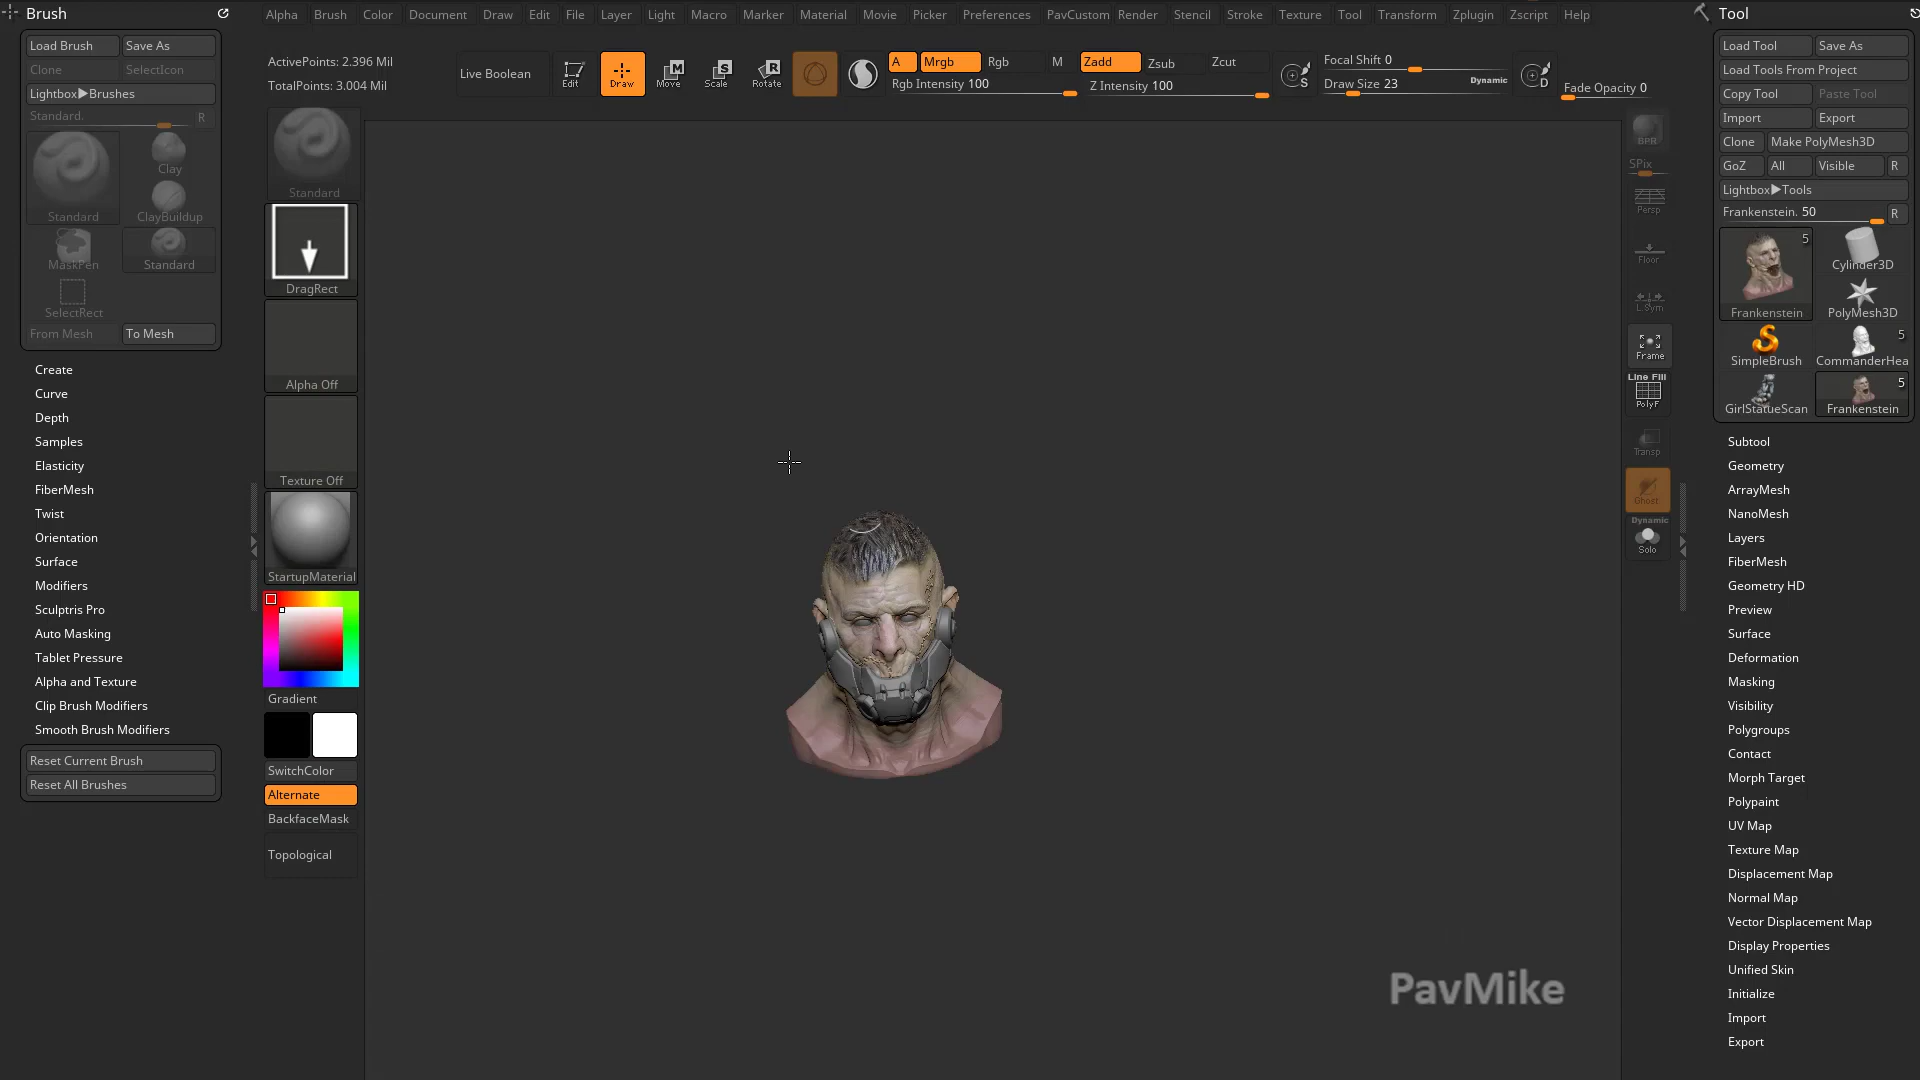 Brush
Alpha Brush Color Document Draw Edit File Layer Light Macro Marker Material Movie Picker Preferences PavCustom Render Stencil Stroke Texture Tool Transform Zplugin Zscript Help
Tool
Load Brush Save As
Clone SelectIcon
Lightbox▶Brushes
Standard. R
Standard
Clay
ClayBuildup
MaskPen Standard
SelectRect
From Mesh To Mesh
Create
Curve
Depth
Samples
Elasticity
FiberMesh
Twist
Orientation
Surface
Modifiers
Sculptris Pro
Auto Masking
Tablet Pressure
Alpha and Texture
Clip Brush Modifiers
Smooth Brush Modifiers
Reset Current Brush
Reset All Brushes
ActivePoints: 2.396 Mil
TotalPoints: 3.004 Mil
Live Boolean
Edit
Draw
M
Move
S
Scale
R
Rotate
A Mrgb Rgb M
Rgb Intensity 100
Zadd Zsub Zcut
Z Intensity 100
S
Focal Shift 0
Draw Size 23 Dynamic
D
Fade Opacity 0
Standard
DragRect
Alpha Off
Texture Off
StartupMaterial
Gradient
SwitchColor
Alternate
BackfaceMask
Topological
PavMike
BPR
SPix
Persp
Floor
L.Sym
Frame
Line Fill
PolyF
Transp
Ghost
Dynamic
Solo
Load Tool Save As
Load Tools From Project
Copy Tool Paste Tool
Import Export
Clone Make PolyMesh3D
GoZ All Visible R
Lightbox▶Tools
Frankenstein. 50 R
5
Frankenstein
Cylinder3D
PolyMesh3D
SimpleBrush
5
CommanderHea
GirlStatueScan
5
Frankenstein
Subtool
Geometry
ArrayMesh
NanoMesh
Layers
FiberMesh
Geometry HD
Preview
Surface
Deformation
Masking
Visibility
Polygroups
Contact
Morph Target
Polypaint
UV Map
Texture Map
Displacement Map
Normal Map
Vector Displacement Map
Display Properties
Unified Skin
Initialize
Import
Export